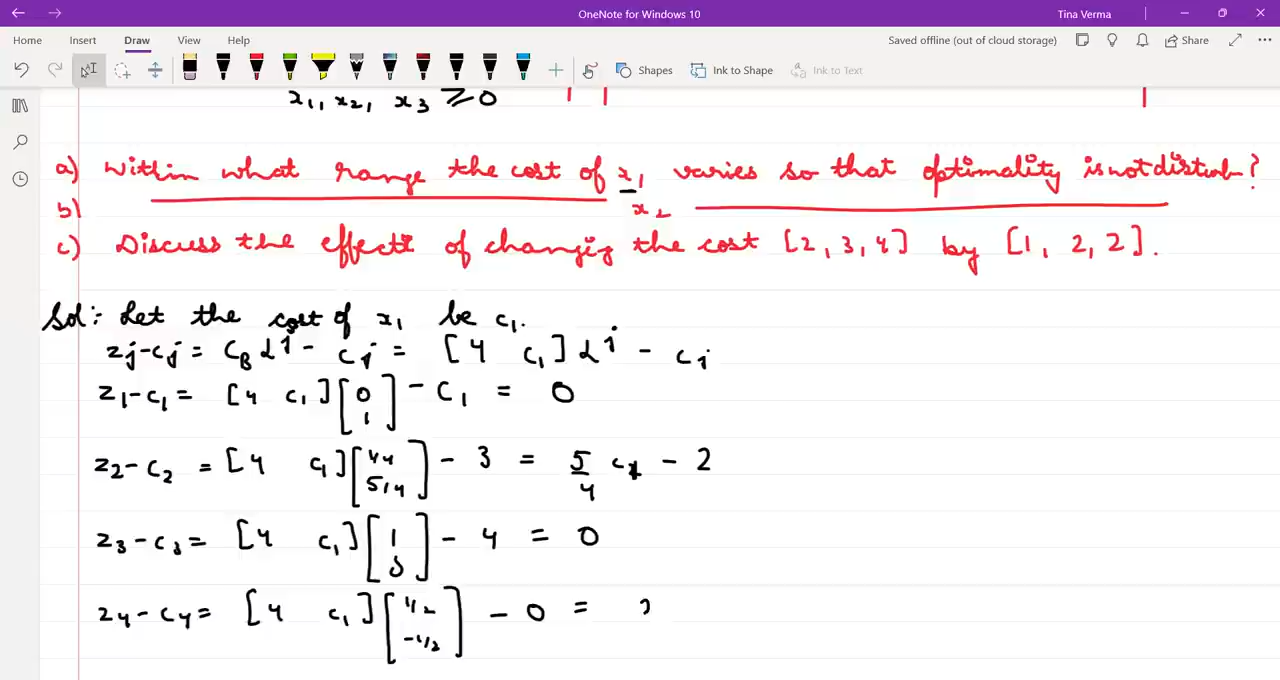 OneNote for Windows 10
Tina Verma
Home Insert Draw View Help
Saved offline (out of cloud storage)
Share
Shapes
Ink to Shape
Ink to Text
x1, x2, x3 ≥ 0
a) Within what range the cost of x1 varies so that optimality is not distrub?
b) x2
c) Discuss the effect of changig the cost [2, 3, 4] by [1, 2, 2].
Sol: Let the cost of x1 be c1.
zj - cj = CB αj - cj = [4 c1] αj - cj
z1 - c1 = [4 c1] [0 1] - c1 = 0
z2 - c2 = [4 c1] [1/4 5/4] - 3 = 5/4 c1 - 2
z3 - c3 = [4 c1] [1 0] - 4 = 0
z4 - c4 = [4 c1] [1/2 -1/2] - 0 =